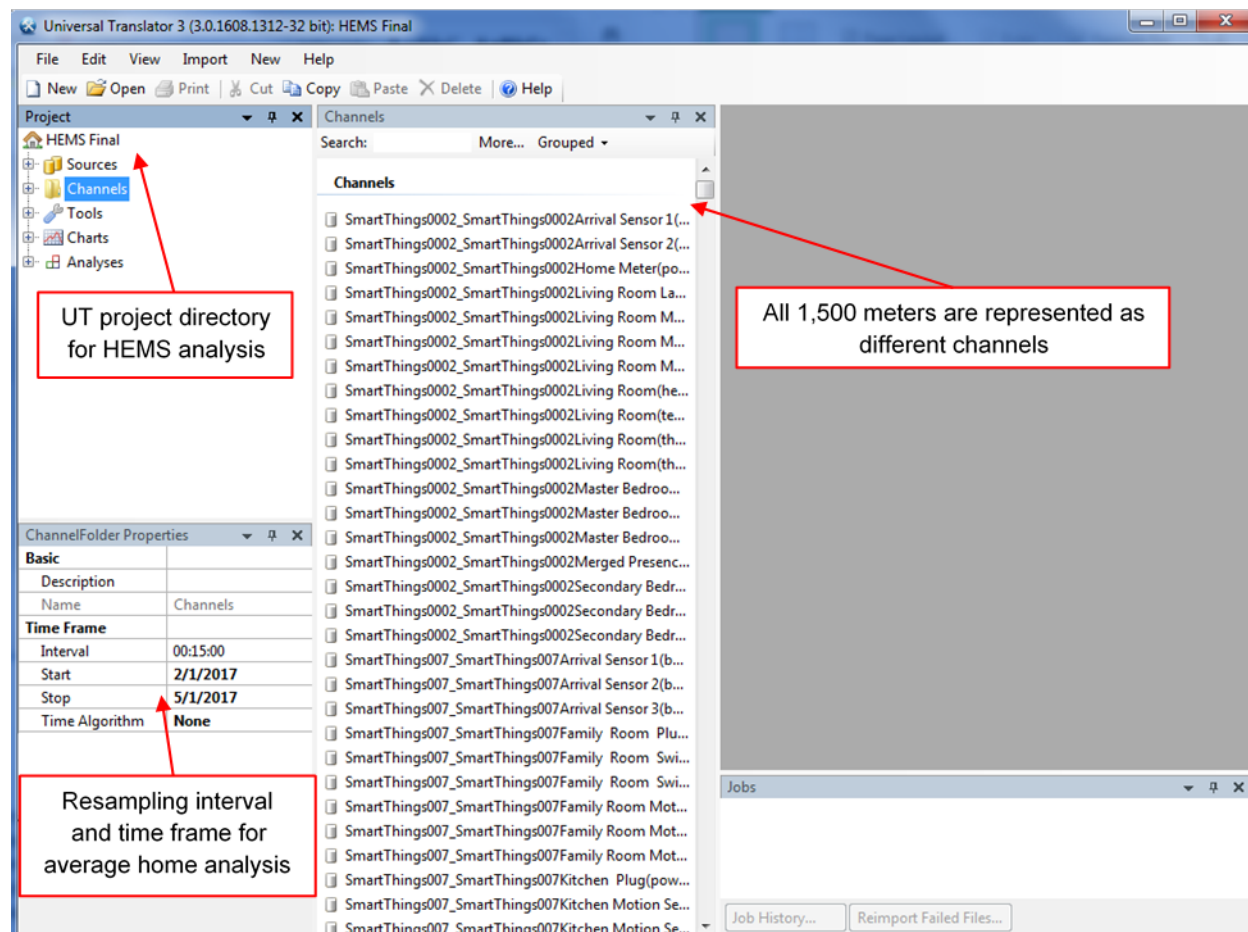 Universal Translator 3 (3.0.1608.1312-32 bit): HEMS Final
File Edit View Import New Help
New Open Print Cut Copy Paste Delete Help
Project
HEMS Final
Sources
Channels
Tools
Charts
Analyses
UT project directory
for HEMS analysis
ChannelFolder Properties
Basic
Description
Name Channels
Time Frame
Interval 00:15:00
Start 2/1/2017
Stop 5/1/2017
Time Algorithm None
Resampling interval
and time frame for
average home analysis
Channels
Search: More... Grouped
Channels
SmartThings0002_SmartThings0002Arrival Sensor 1(...
SmartThings0002_SmartThings0002Arrival Sensor 2(...
SmartThings0002_SmartThings0002Home Meter(po...
SmartThings0002_SmartThings0002Living Room La...
SmartThings0002_SmartThings0002Living Room M...
SmartThings0002_SmartThings0002Living Room M...
SmartThings0002_SmartThings0002Living Room M...
SmartThings0002_SmartThings0002Living Room(he...
SmartThings0002_SmartThings0002Living Room(te...
SmartThings0002_SmartThings0002Living Room(th...
SmartThings0002_SmartThings0002Living Room(th...
SmartThings0002_SmartThings0002Master Bedroo...
SmartThings0002_SmartThings0002Master Bedroo...
SmartThings0002_SmartThings0002Master Bedroo...
SmartThings0002_SmartThings0002Merged Presenc...
SmartThings0002_SmartThings0002Secondary Bedr...
SmartThings0002_SmartThings0002Secondary Bedr...
SmartThings0002_SmartThings0002Secondary Bedr...
SmartThings007_SmartThings007Arrival Sensor 1(b...
SmartThings007_SmartThings007Arrival Sensor 2(b...
SmartThings007_SmartThings007Arrival Sensor 3(b...
SmartThings007_SmartThings007Family Room Plu...
SmartThings007_SmartThings007Family Room Swi...
SmartThings007_SmartThings007Family Room Swi...
SmartThings007_SmartThings007Family Room Mot...
SmartThings007_SmartThings007Family Room Mot...
SmartThings007_SmartThings007Family Room Mot...
SmartThings007_SmartThings007Kitchen Plug(pow...
SmartThings007_SmartThings007Kitchen Motion Se...
SmartThings007_SmartThings007Kitchen Motion Se...
All 1,500 meters are represented as
different channels
Jobs
Job History... Reimport Failed Files...